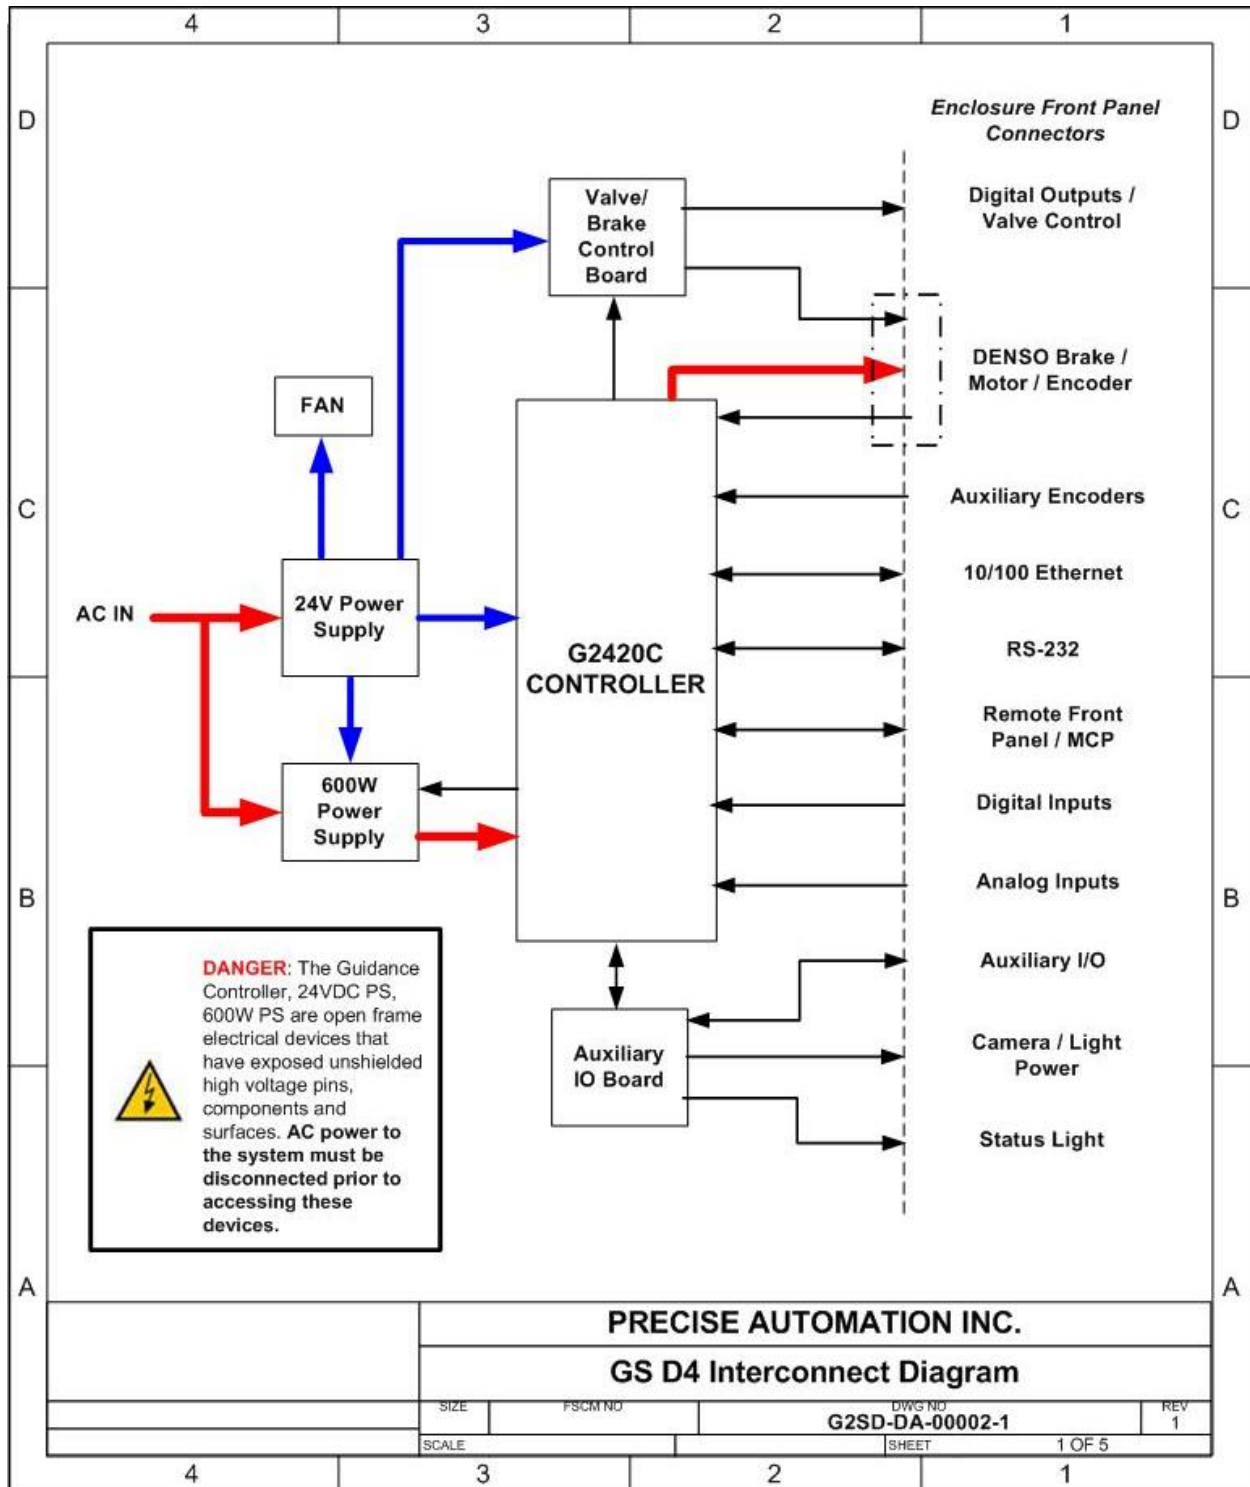 4 3 2 1
D D
Enclosure Front Panel
Connectors
Valve/
Brake
Control
Board
Digital Outputs /
Valve Control
DENSO Brake /
Motor / Encoder
FAN
C C
Auxiliary Encoders
10/100 Ethernet
AC IN
24V Power
Supply
G2420C
CONTROLLER
RS-232
Remote Front
Panel / MCP
600W
Power
Supply
Digital Inputs
Analog Inputs
B B
DANGER: The Guidance
Controller, 24VDC PS,
600W PS are open frame
electrical devices that
have exposed unshielded
high voltage pins,
components and
surfaces. AC power to
the system must be
disconnected prior to
accessing these
devices.
Auxiliary I/O
Auxiliary
IO Board
Camera / Light
Power
Status Light
A A
PRECISE AUTOMATION INC.
GS D4 Interconnect Diagram
SIZE FSCM NO DWG NO REV
G2SD-DA-00002-1 1
SCALE SHEET 1 OF 5
4 3 2 1